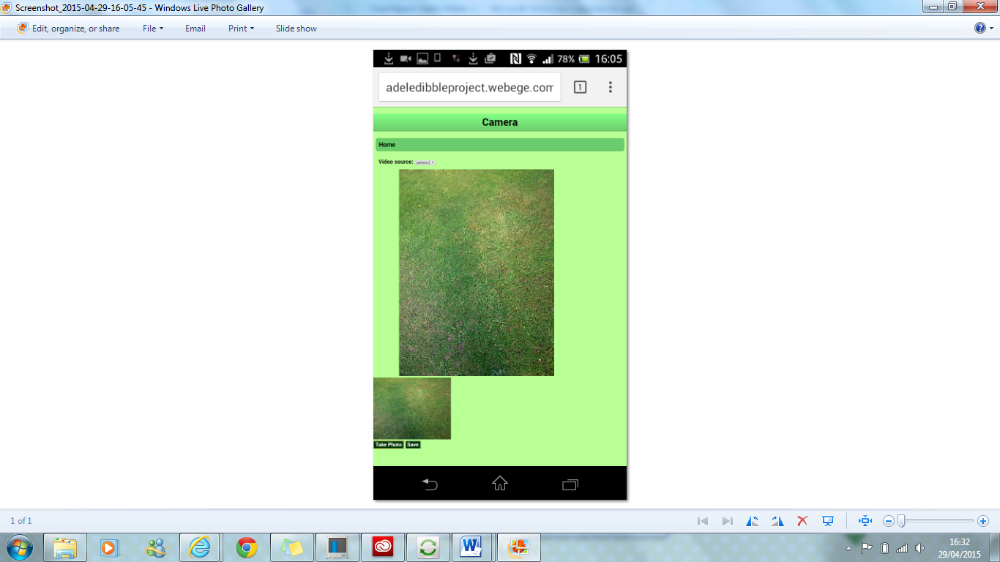 Screenshot_2015-04-29-16-05-45 - Windows Live Photo Gallery
Edit, organize, or share File Email Print Slide show
78% 16:05
adeledibbleproject.webege.com 1
Camera
Home
Video source: camera 2
Take Photo Save
1 of 1
16:32
29/04/2015